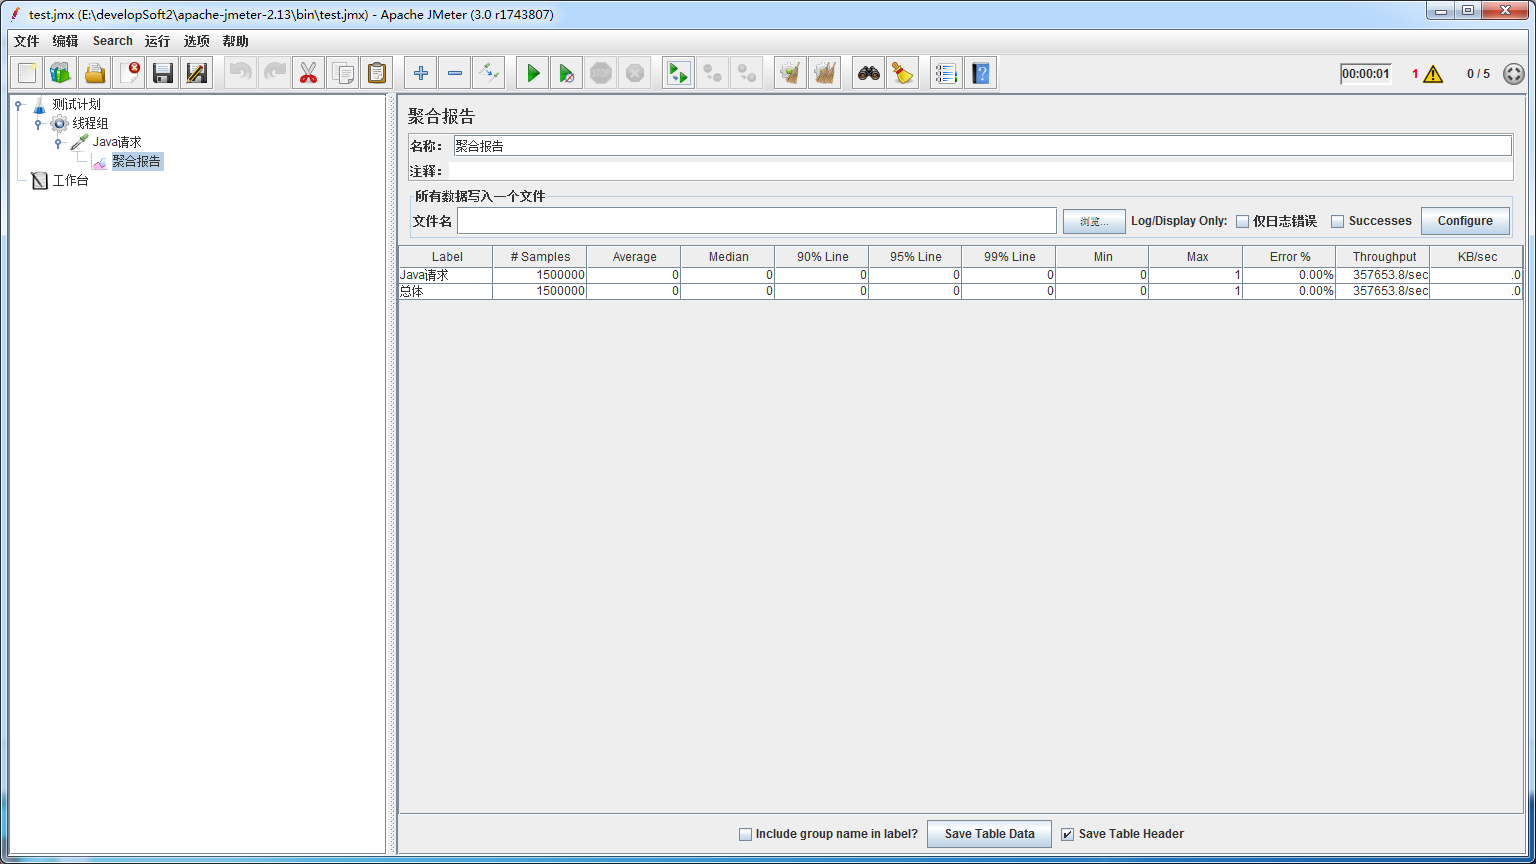 test.jmx (E:\developSoft2\apache-jmeter-2.13\bin\test.jmx) - Apache JMeter (3.0 r1743807)
文件 编辑 Search 运行 选项 帮助
00:00:01 1 0 / 5
测试计划
线程组
Java请求
聚合报告
工作台
聚合报告
名称： 聚合报告
注释：
所有数据写入一个文件
文件名 浏览... Log/Display Only: 仅日志错误 Successes Configure
Label # Samples Average Median 90% Line 95% Line 99% Line Min Max Error % Throughput KB/sec
Java请求 1500000 0 0 0 0 0 0 1 0.00% 357653.8/sec .0
总体 1500000 0 0 0 0 0 0 1 0.00% 357653.8/sec .0
Include group name in label? Save Table Data Save Table Header